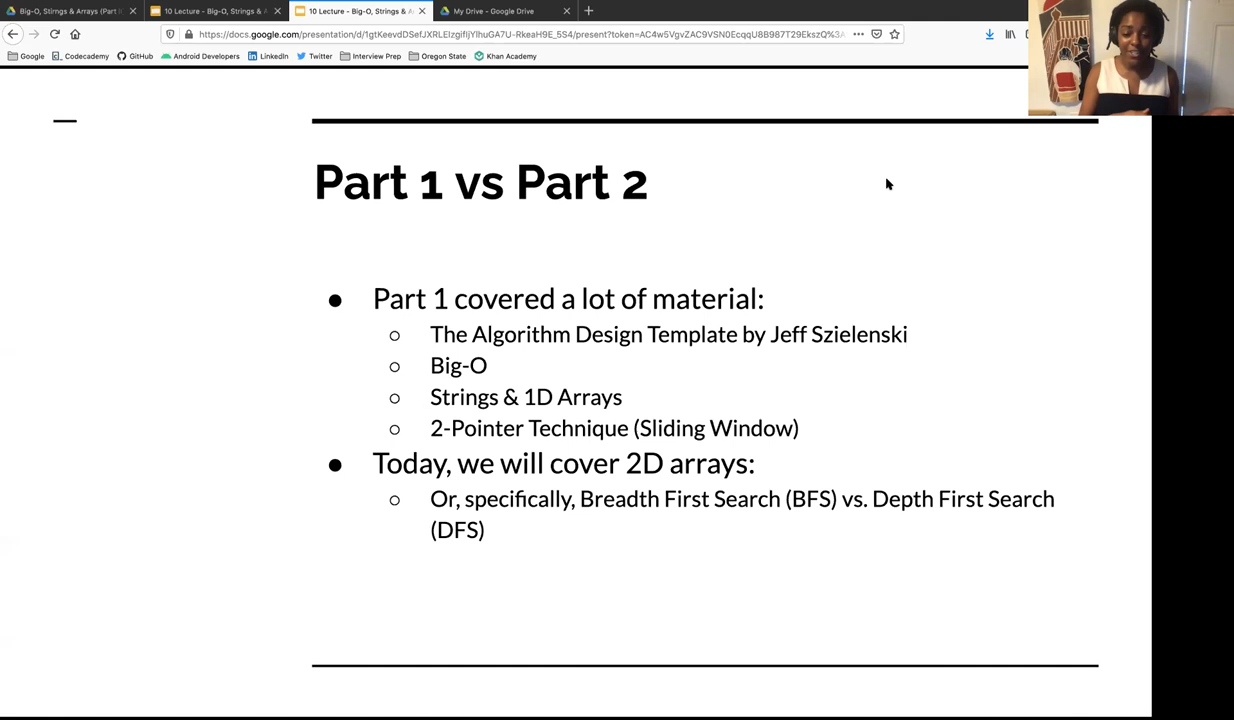 Big-O, Stirngs & Arrays (Part I
10 Lecture - Big-O, Strings & A
10 Lecture - Big-O, Strings & A
My Drive - Google Drive
Google
Codecademy
GitHub
Android Developers
LinkedIn
Twitter
Interview Prep
Oregon State
Khan Academy
Part 1 vs Part 2
● Part 1 covered a lot of material:
○ The Algorithm Design Template by Jeff Szielenski
○ Big-O
○ Strings & 1D Arrays
○ 2-Pointer Technique (Sliding Window)
● Today, we will cover 2D arrays:
○ Or, specifically, Breadth First Search (BFS) vs. Depth First Search
(DFS)